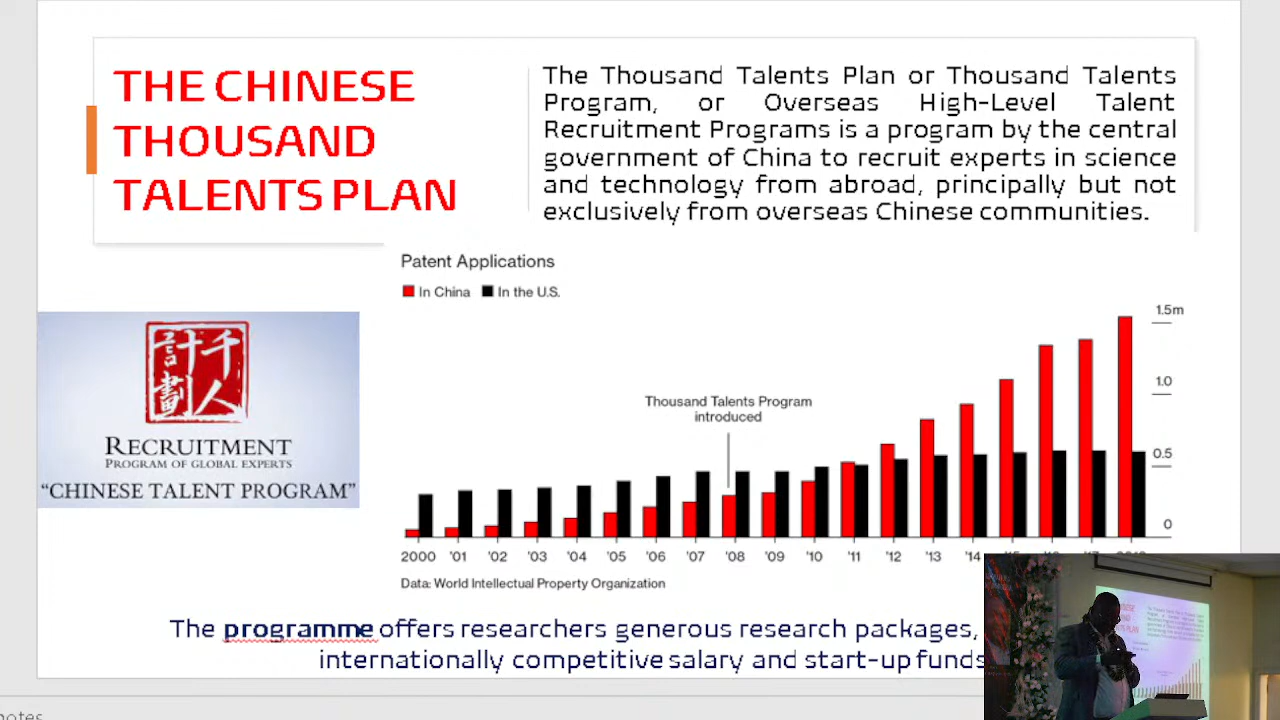 THE CHINESE
THOUSAND
TALENTS PLAN
The Thousand Talents Plan or Thousand Talents
Program, or Overseas High-Level Talent
Recruitment Programs is a program by the central
government of China to recruit experts in science
and technology from abroad, principally but not
exclusively from overseas Chinese communities.
Patent Applications
In China
In the U.S.
千人
計劃
RECRUITMENT
PROGRAM OF GLOBAL EXPERTS
"CHINESE TALENT PROGRAM"
Thousand Talents Program
introduced
1.5m
1.0
0.5
0
2000 '01 '02 '03 '04 '05 '06 '07 '08 '09 '10 '11 '12 '13 '14
Data: World Intellectual Property Organization
The programme offers researchers generous research packages,
internationally competitive salary and start-up funds
notes